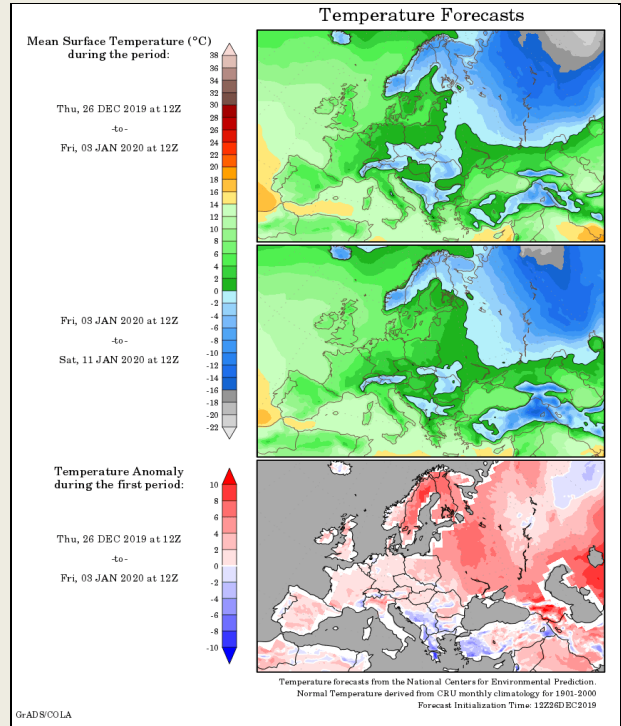 Temperature Forecasts
Mean Surface Temperature (°C)
during the period:
Thu, 26 DEC 2019 at 12Z
-to-
Fri, 03 JAN 2020 at 12Z
38
36
34
32
30
28
26
24
22
20
18
16
14
12
10
8
6
4
2
0
-2
-4
-6
-8
-10
-12
-14
-16
-18
-20
-22
Fri, 03 JAN 2020 at 12Z
-to-
Sat, 11 JAN 2020 at 12Z
Temperature Anomaly
during the first period:
Thu, 26 DEC 2019 at 12Z
-to-
Fri, 03 JAN 2020 at 12Z
10
8
6
4
2
0
-2
-4
-6
-8
-10
Temperature forecasts from the National Centers for Environmental Prediction.
Normal Temperature derived from CRU monthly climatology for 1901-2000
Forecast Initialization Time: 12Z26DEC2019
GrADS/COLA